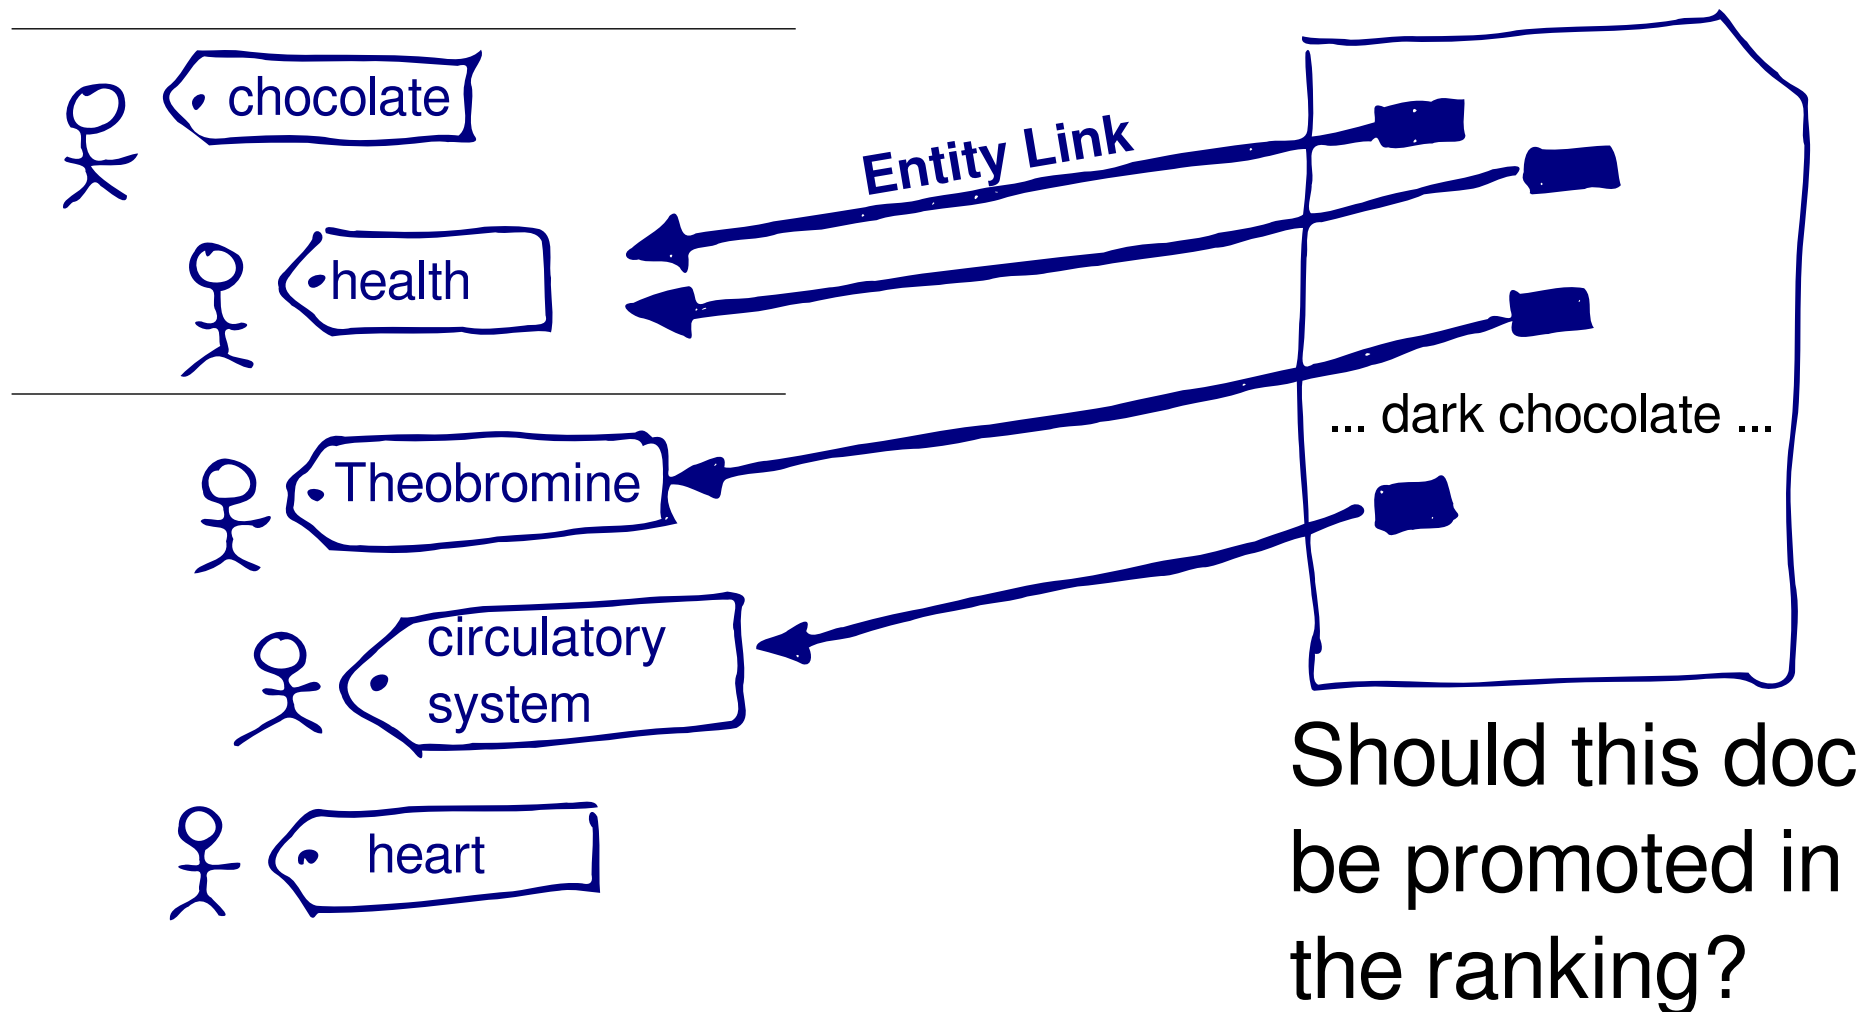 chocolate
Entity Link
health
... dark chocolate ...
Theobromine
circulatory
system
heart
Should this doc
be promoted in
the ranking?